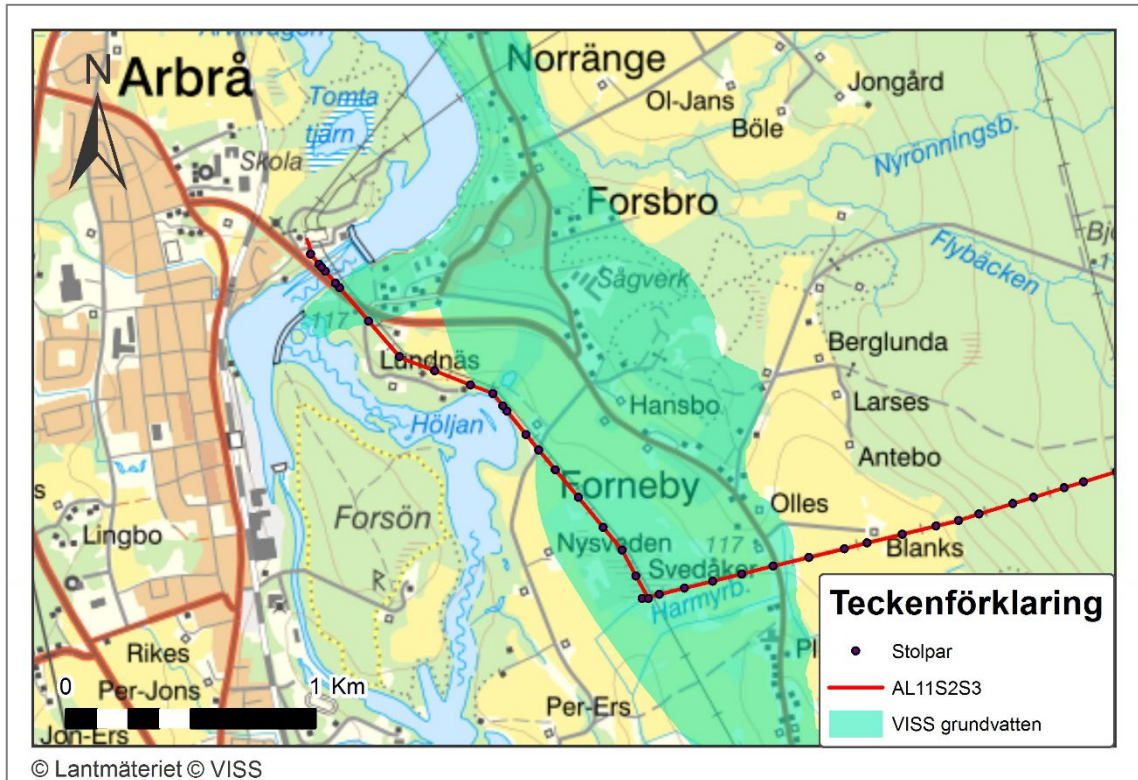 Arbrå
N
Tomta
tjärn
Skola
Norränge
Ol-Jans
Böle
Jongård
Nyrönningsb.
Forsbro
Flybäcken
Sågverk
117
Lundnäs
Berglunda
Höljan
Hansbo
Larses
Antebo
Forneby
Olles
Forsön
Lingbo
Nysveden
117
Svedåker
Blanks
Harmyrb.
R
Rikes
Per-Jons
Per-Ers
Jon-Ers
0
1 Km
Teckenförklaring
Stolpar
AL11S2S3
VISS grundvatten
© Lantmäteriet © VISS